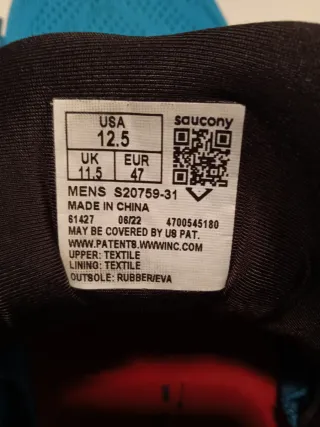 USA
12.5
UK EUR
11.5 47
saucony
MENS S20759-31
MADE IN CHINA
61427 06/22 4700545180
MAY BE COVERED BY US PAT.
WWW.PATENTS.WWWINC.COM
UPPER: TEXTILE
LINING: TEXTILE
OUTSOLE: RUBBER/EVA